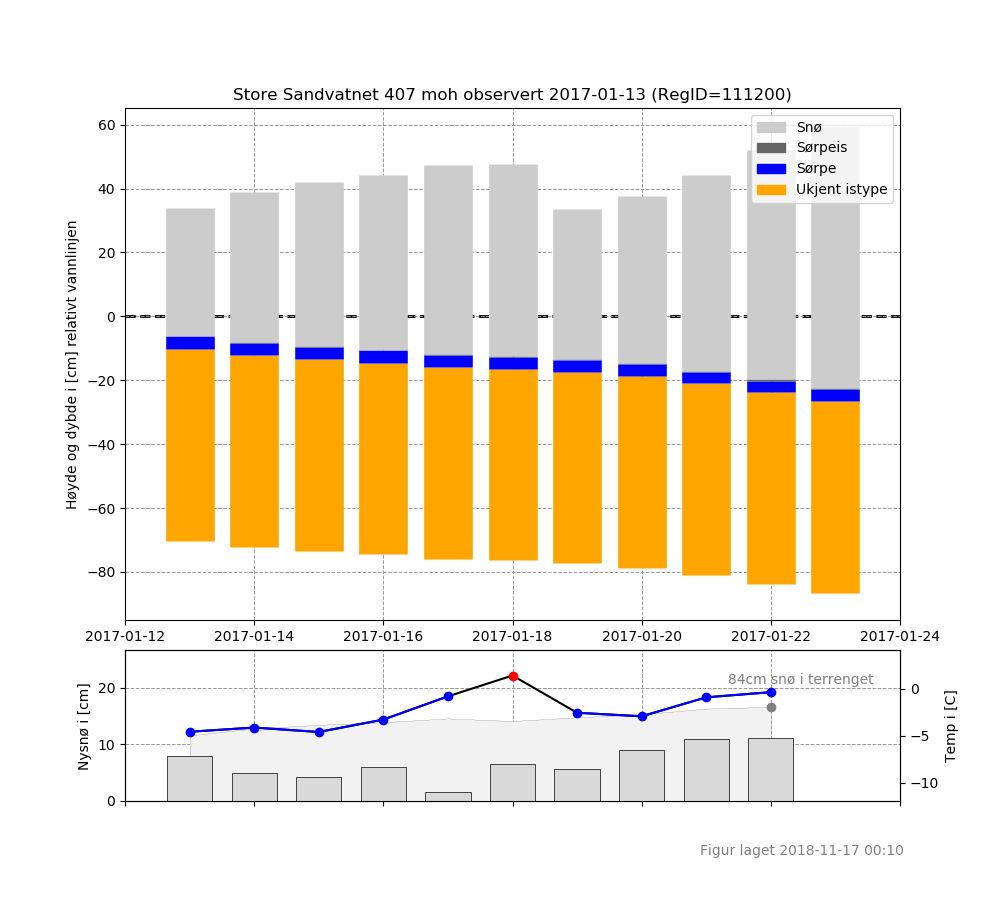 Store Sandvatnet 407 moh observert 2017-01-13 (RegID=111200)
Høyde og dybde i [cm] relativt vannlinjen
60
40
20
0
−20
−40
−60
−80
Snø
Sørpeis
Sørpe
Ukjent istype
2017-01-12 2017-01-14 2017-01-16 2017-01-18 2017-01-20 2017-01-22 2017-01-24
Nysnø i [cm]
20
10
0
84cm snø i terrenget
0
−5
−10
Temp i [C]
Figur laget 2018-11-17 00:10